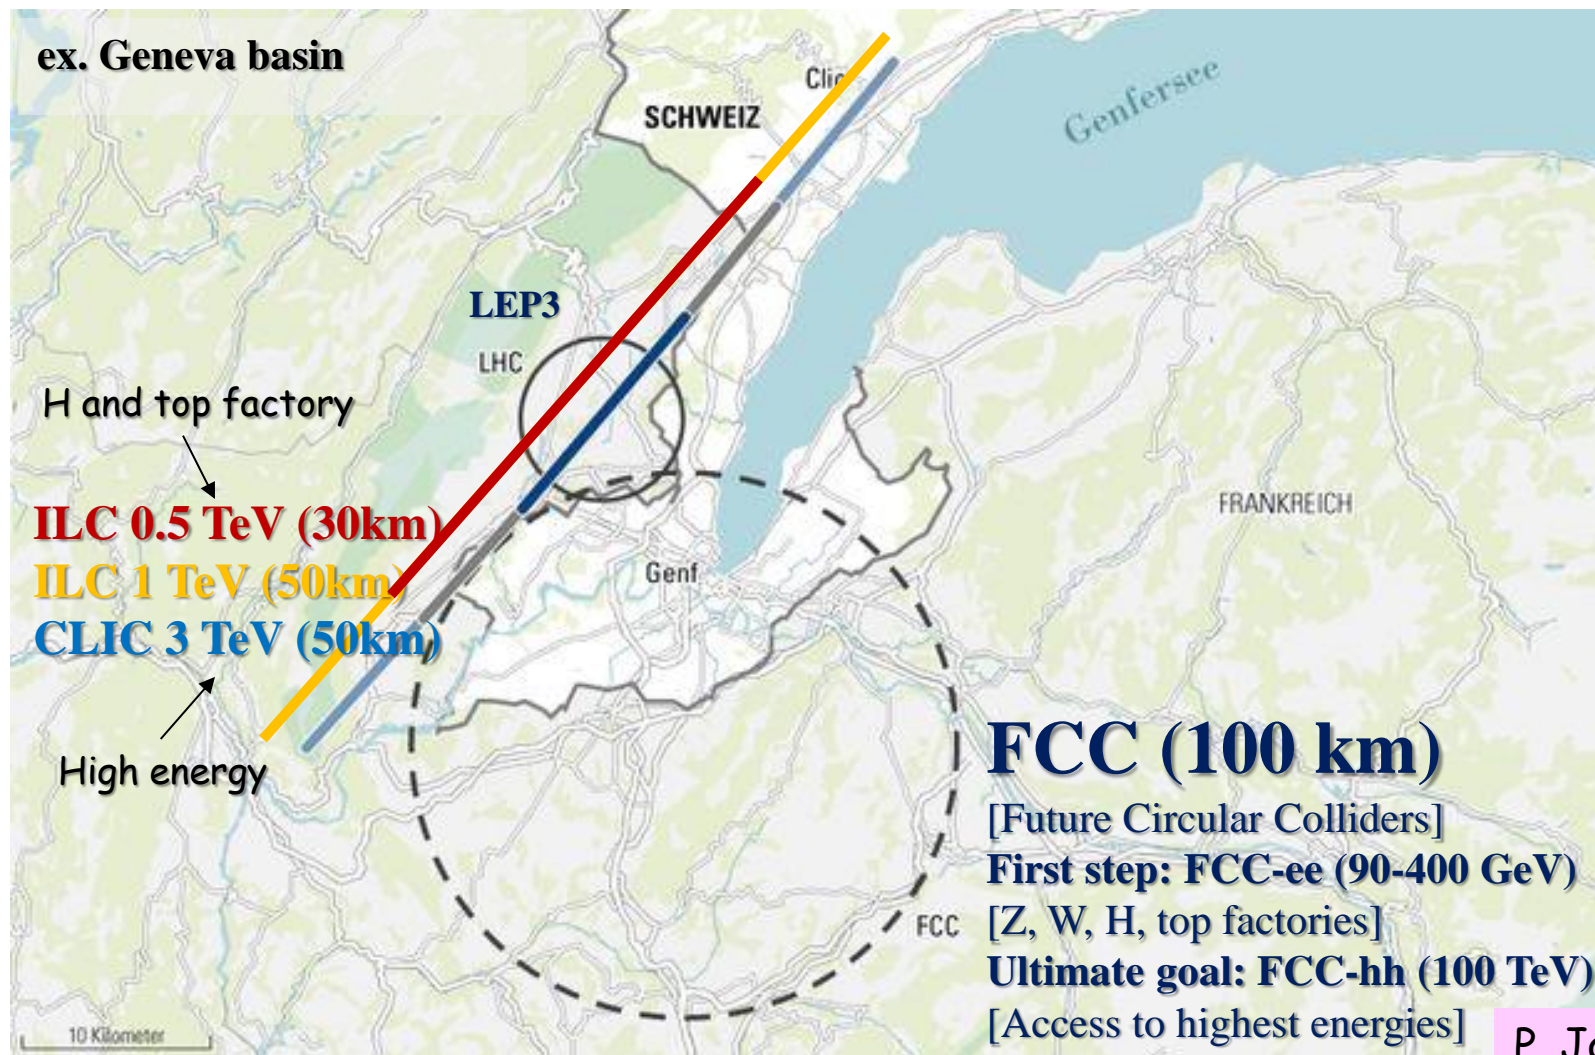 ex. Geneva basin
Clic
SCHWEIZ
Genfersee
LEP3
LHC
H and top factory
ILC 0.5 TeV (30km)
ILC 1 TeV (50km)
CLIC 3 TeV (50km)
High energy
Genf
FRANKREICH
FCC (100 km)
[Future Circular Colliders]
First step: FCC-ee (90-400 GeV)
[Z, W, H, top factories]
FCC
Ultimate goal: FCC-hh (100 TeV)
[Access to highest energies]
10 Kilometer
P. Ja